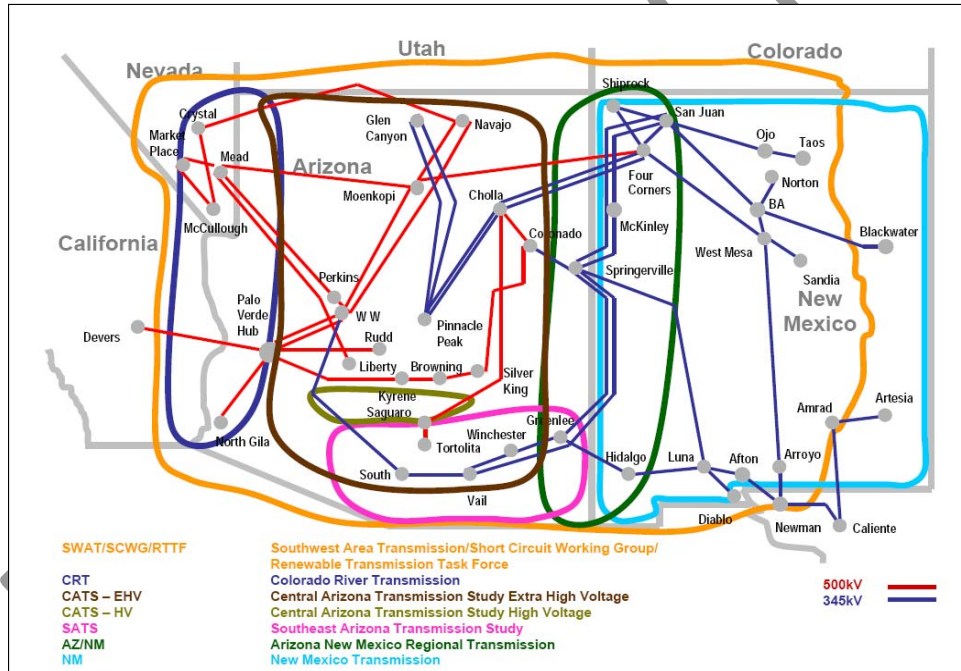 Utah
Colorado
Nevada
Shiprock
Crystal
San Juan
Glen
Canyon
Navajo
Market
Place
Mead
Ojo
Taos
Arizona
Norton
Moenkopi
Four
Corners
Cholla
BA
McCullough
McKinley
Coronado
Blackwater
California
West Mesa
Springerville
Sandia
Perkins
Palo
Verde
Hub
W W
New
Mexico
Devers
Rudd
Pinnacle
Peak
Liberty
Browning
Silver
King
Kyrene
Saguaro
Artesia
Amrad
North Gila
Greenlee
Winchester
Tortolita
Hidalgo
Luna
Afton
Arroyo
South
Vail
Diablo
Newman
Caliente
SWAT/SCWG/RTTF Southwest Area Transmission/Short Circuit Working Group/
Renewable Transmission Task Force
CRT Colorado River Transmission
CATS – EHV Central Arizona Transmission Study Extra High Voltage
CATS – HV Central Arizona Transmission Study High Voltage
SATS Southeast Arizona Transmission Study
AZ/NM Arizona New Mexico Regional Transmission
NM New Mexico Transmission
500kV
345kV